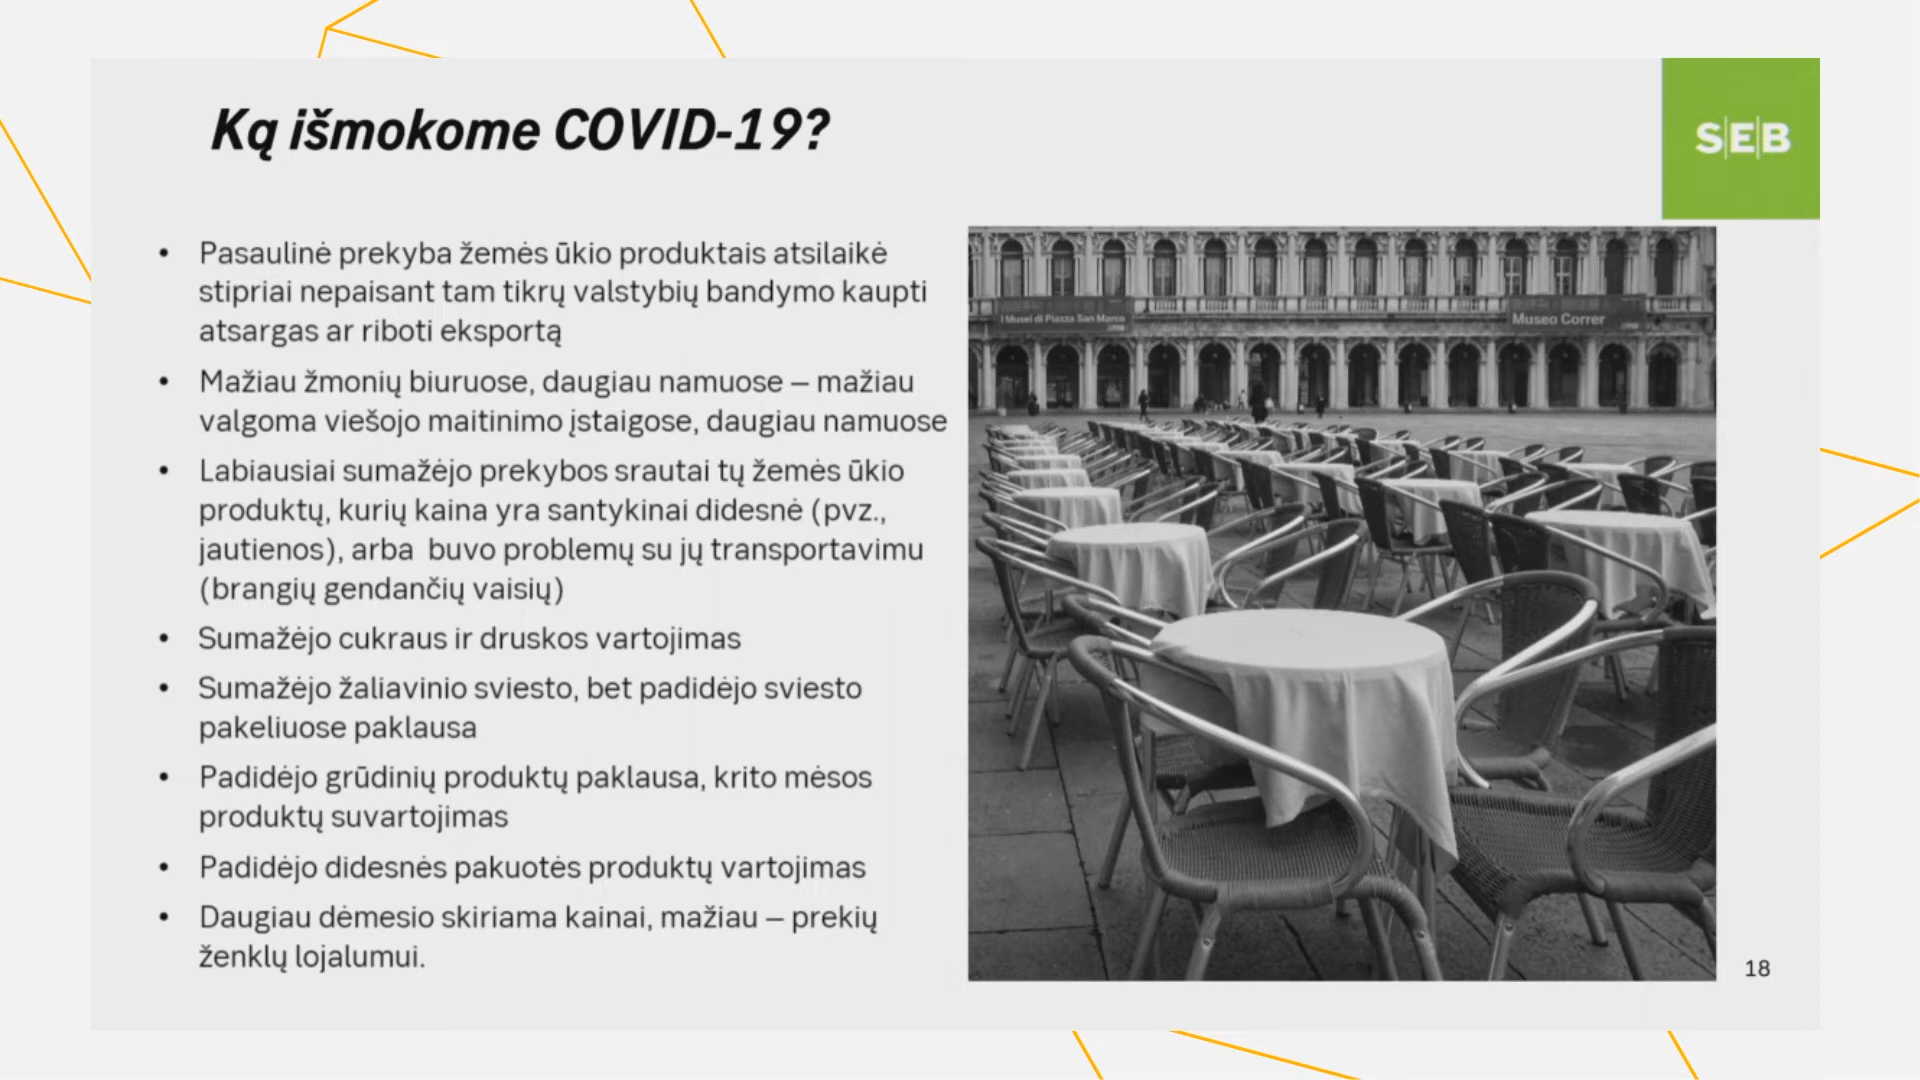 Ką išmokome COVID-19?
SEB
• Pasaulinė prekyba žemės ūkio produktais atsilaikė
stipriai nepaisant tam tikrų valstybių bandymo kaupti
atsargas ar riboti eksportą
• Mažiau žmonių biuruose, daugiau namuose – mažiau
valgoma viešojo maitinimo įstaigose, daugiau namuose
• Labiausiai sumažėjo prekybos srautai tų žemės ūkio
produktų, kurių kaina yra santykinai didesnė (pvz.,
jautienos), arba  buvo problemų su jų transportavimu
(brangių gendančių vaisių)
• Sumažėjo cukraus ir druskos vartojimas
• Sumažėjo žaliavinio sviesto, bet padidėjo sviesto
pakeliuose paklausa
• Padidėjo grūdinių produktų paklausa, krito mėsos
produktų suvartojimas
• Padidėjo didesnės pakuotės produktų vartojimas
• Daugiau dėmesio skiriama kainai, mažiau – prekių
ženklų lojalumui.
I Musei di Piazza San Marco
Museo Correr
18